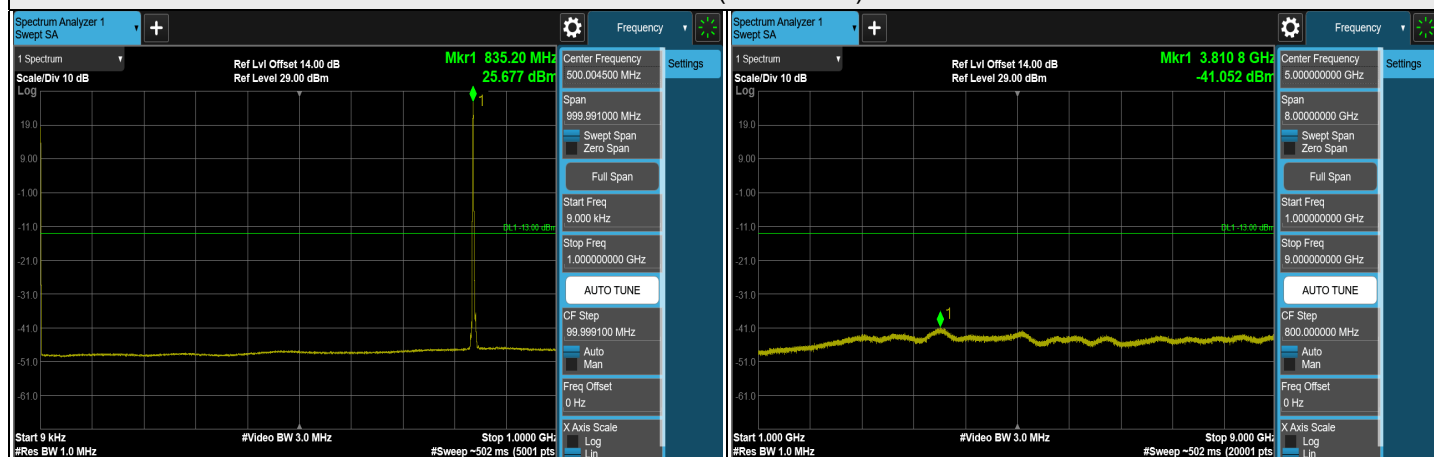 Spectrum Analyzer 1
Swept SA
+
Frequency
1 Spectrum
Scale/Div 10 dB
Log
Ref Lvl Offset 14.00 dB
Ref Level 29.00 dBm
Mkr1 835.20 MHz
25.677 dBm
1
19.0
9.00
-1.00
-11.0
-21.0
-31.0
-41.0
-51.0
-61.0
DL1 -13.00 dBm
Start 9 kHz
#Res BW 1.0 MHz
#Video BW 3.0 MHz
Stop 1.0000 GHz
#Sweep ~502 ms (5001 pts
Center Frequency
500.004500 MHz
Span
999.991000 MHz
Swept Span
Zero Span
Full Span
Start Freq
9.000 kHz
Stop Freq
1.000000000 GHz
AUTO TUNE
CF Step
99.999100 MHz
Auto
Man
Freq Offset
0 Hz
X Axis Scale
Log
Lin
Settings
Spectrum Analyzer 1
Swept SA
+
Frequency
1 Spectrum
Scale/Div 10 dB
Log
Ref Lvl Offset 14.00 dB
Ref Level 29.00 dBm
Mkr1 3.810 8 GHz
-41.052 dBm
1
19.0
9.00
-1.00
-11.0
-21.0
-31.0
-41.0
-51.0
-61.0
DL1 -13.00 dBm
Start 1.000 GHz
#Res BW 1.0 MHz
#Video BW 3.0 MHz
Stop 9.000 GHz
#Sweep ~502 ms (20001 pts
Center Frequency
5.000000000 GHz
Span
8.00000000 GHz
Swept Span
Zero Span
Full Span
Start Freq
1.000000000 GHz
Stop Freq
9.000000000 GHz
AUTO TUNE
CF Step
800.000000 MHz
Auto
Man
Freq Offset
0 Hz
X Axis Scale
Log
Lin
Settings